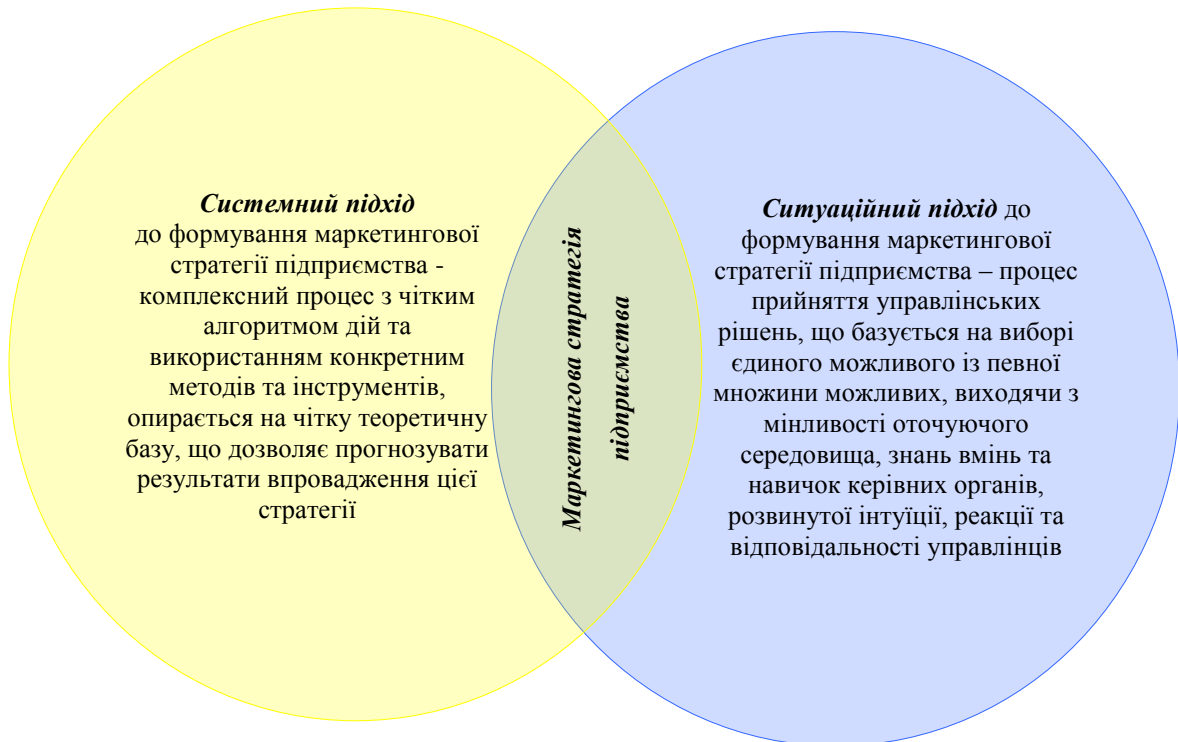 Системний підхід
до формування маркетингової
стратегії підприємства -
комплексний процес з чітким
алгоритмом дій та
використанням конкретним
методів та інструментів,
опирається на чітку теоретичну
базу, що дозволяє прогнозувати
результати впровадження цієї
стратегії
Маркетингова стратегія
підприємства
Ситуаційний підхід до
формування маркетингової
стратегії підприємства – процес
прийняття управлінських
рішень, що базується на виборі
єдиного можливого із певної
множини можливих, виходячи з
мінливості оточуючого
середовища, знань вмінь та
навичок керівних органів,
розвинутої інтуїції, реакції та
відповідальності управлінців